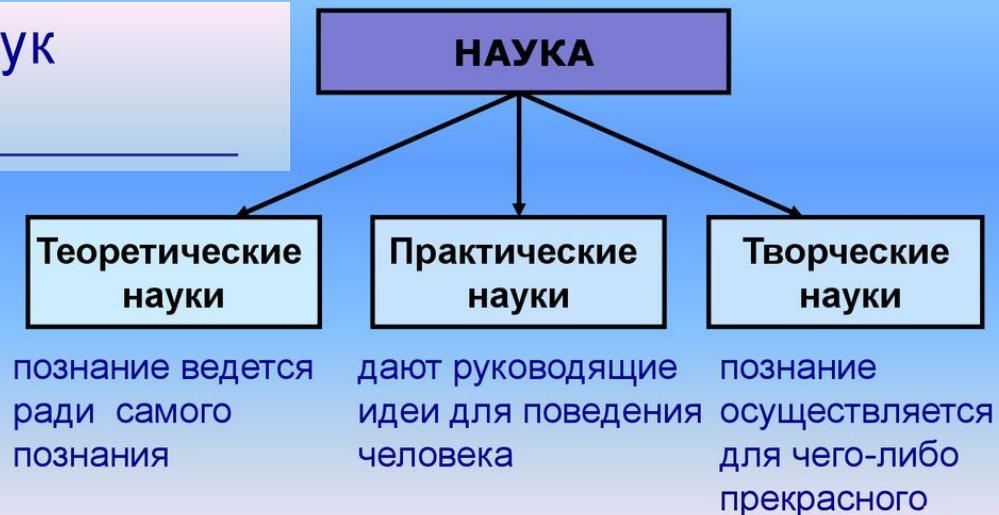 ук
НАУКА
Теоретические
науки
Практические
науки
Творческие
науки
познание ведется
ради самого
познания
дают руководящие
идеи для поведения
человека
познание
осуществляется
для чего-либо
прекрасного